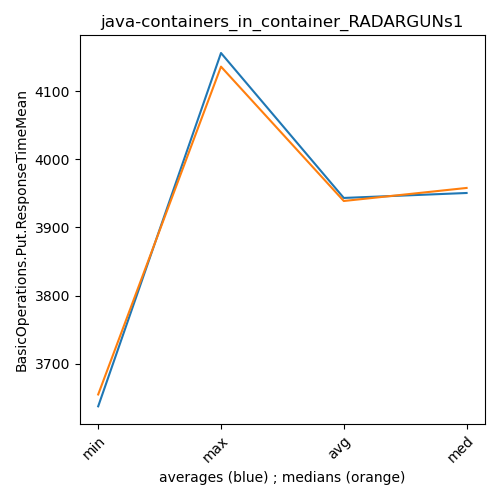 java-containers_in_container_RADARGUNs1
BasicOperations.Put.ResponseTimeMean
4100
4000
3900
3800
3700
min
max
avg
med
averages (blue) ; medians (orange)